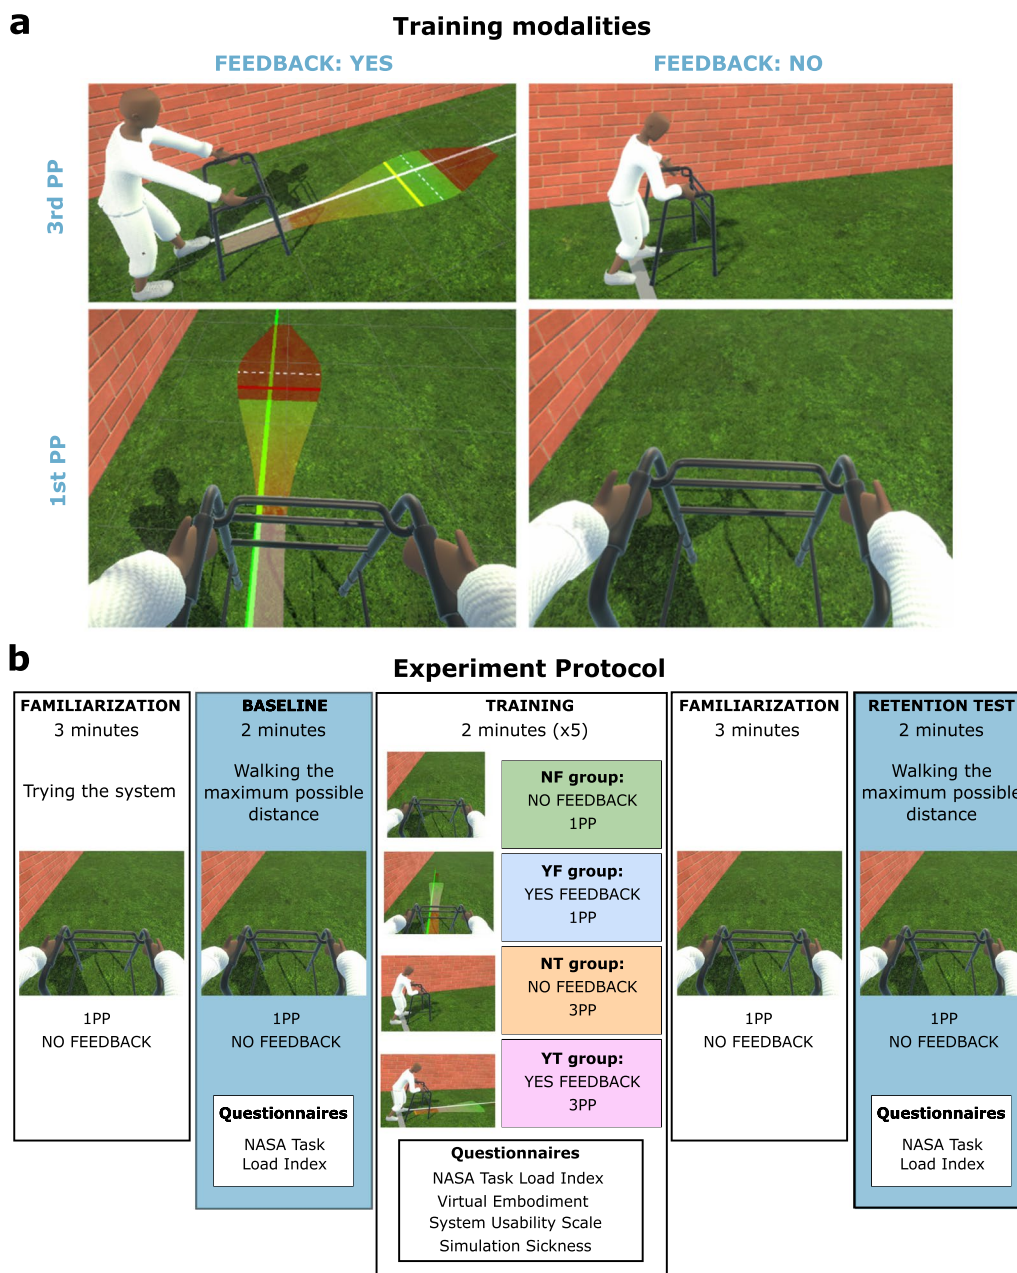 a
Training modalities
FEEDBACK: YES
FEEDBACK: NO
3rd PP
1st PP
b
Experiment Protocol
FAMILIARIZATION
3 minutes
Trying the system
1PP
NO FEEDBACK
BASELINE
2 minutes
Walking the
maximum possible
distance
1PP
NO FEEDBACK
Questionnaires
NASA Task
Load Index
TRAINING
2 minutes (x5)
NF group:
NO FEEDBACK
1PP
YF group:
YES FEEDBACK
1PP
NT group:
NO FEEDBACK
3PP
YT group:
YES FEEDBACK
3PP
Questionnaires
NASA Task Load Index
Virtual Embodiment
System Usability Scale
Simulation Sickness
FAMILIARIZATION
3 minutes
1PP
NO FEEDBACK
RETENTION TEST
2 minutes
Walking the
maximum possible
distance
1PP
NO FEEDBACK
Questionnaires
NASA Task
Load Index